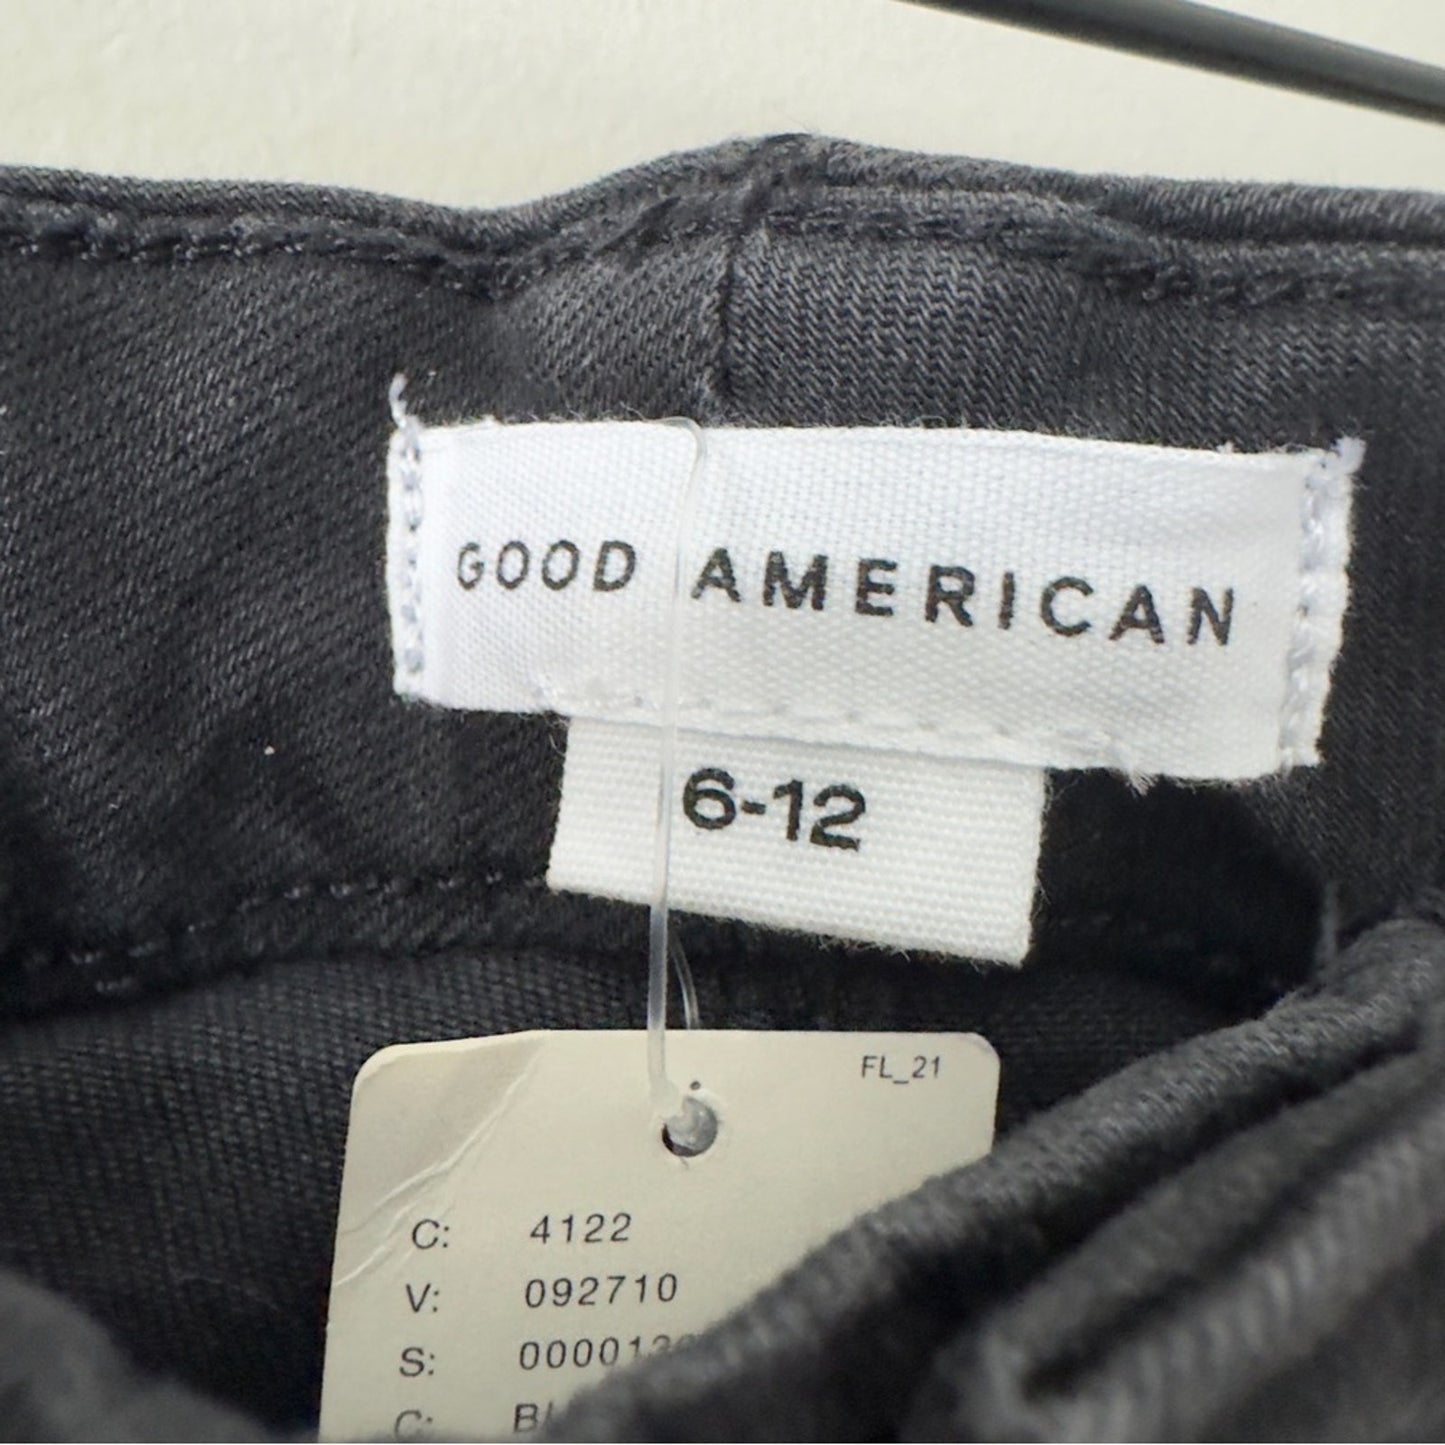 GOOD AMERICAN
6-12
FL_21
C: 4122
V: 092710
S:
C: